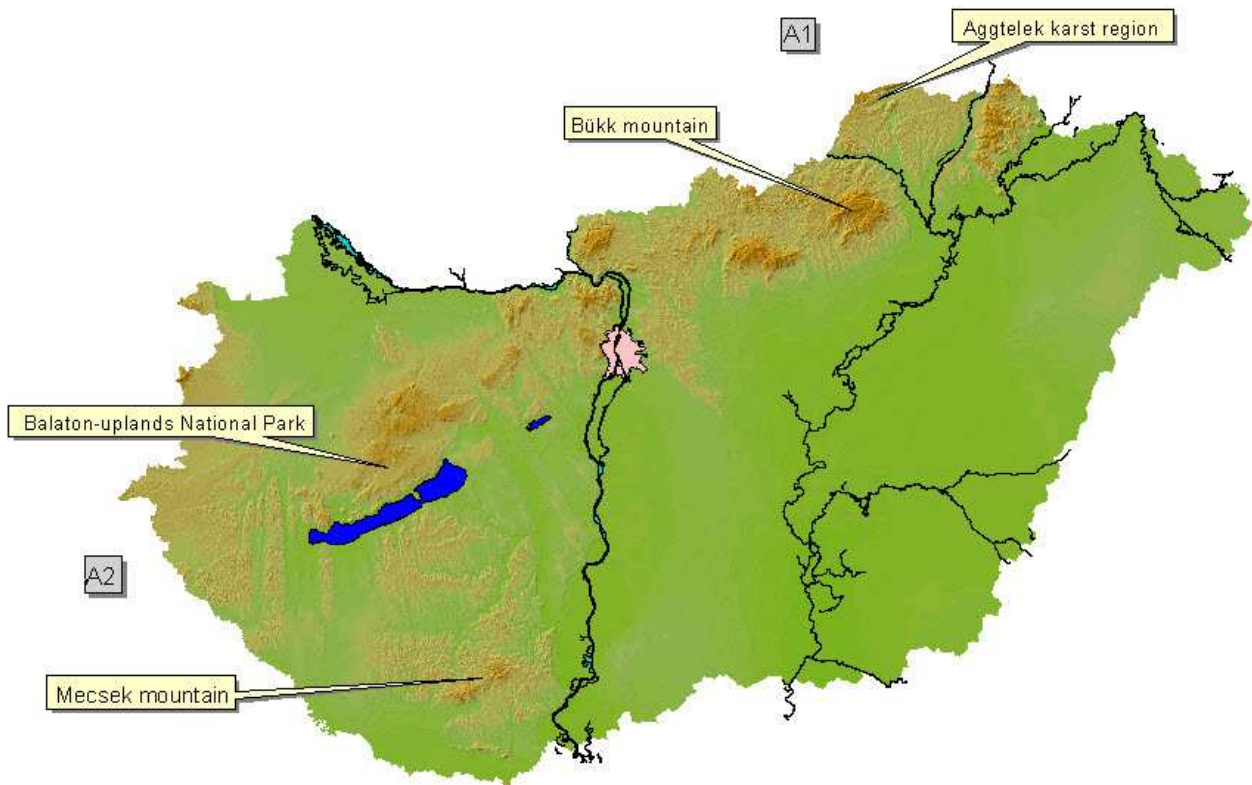 A1
Aggtelek karst region
Bükk mountain
Balaton-uplands National Park
A2
Mecsek mountain